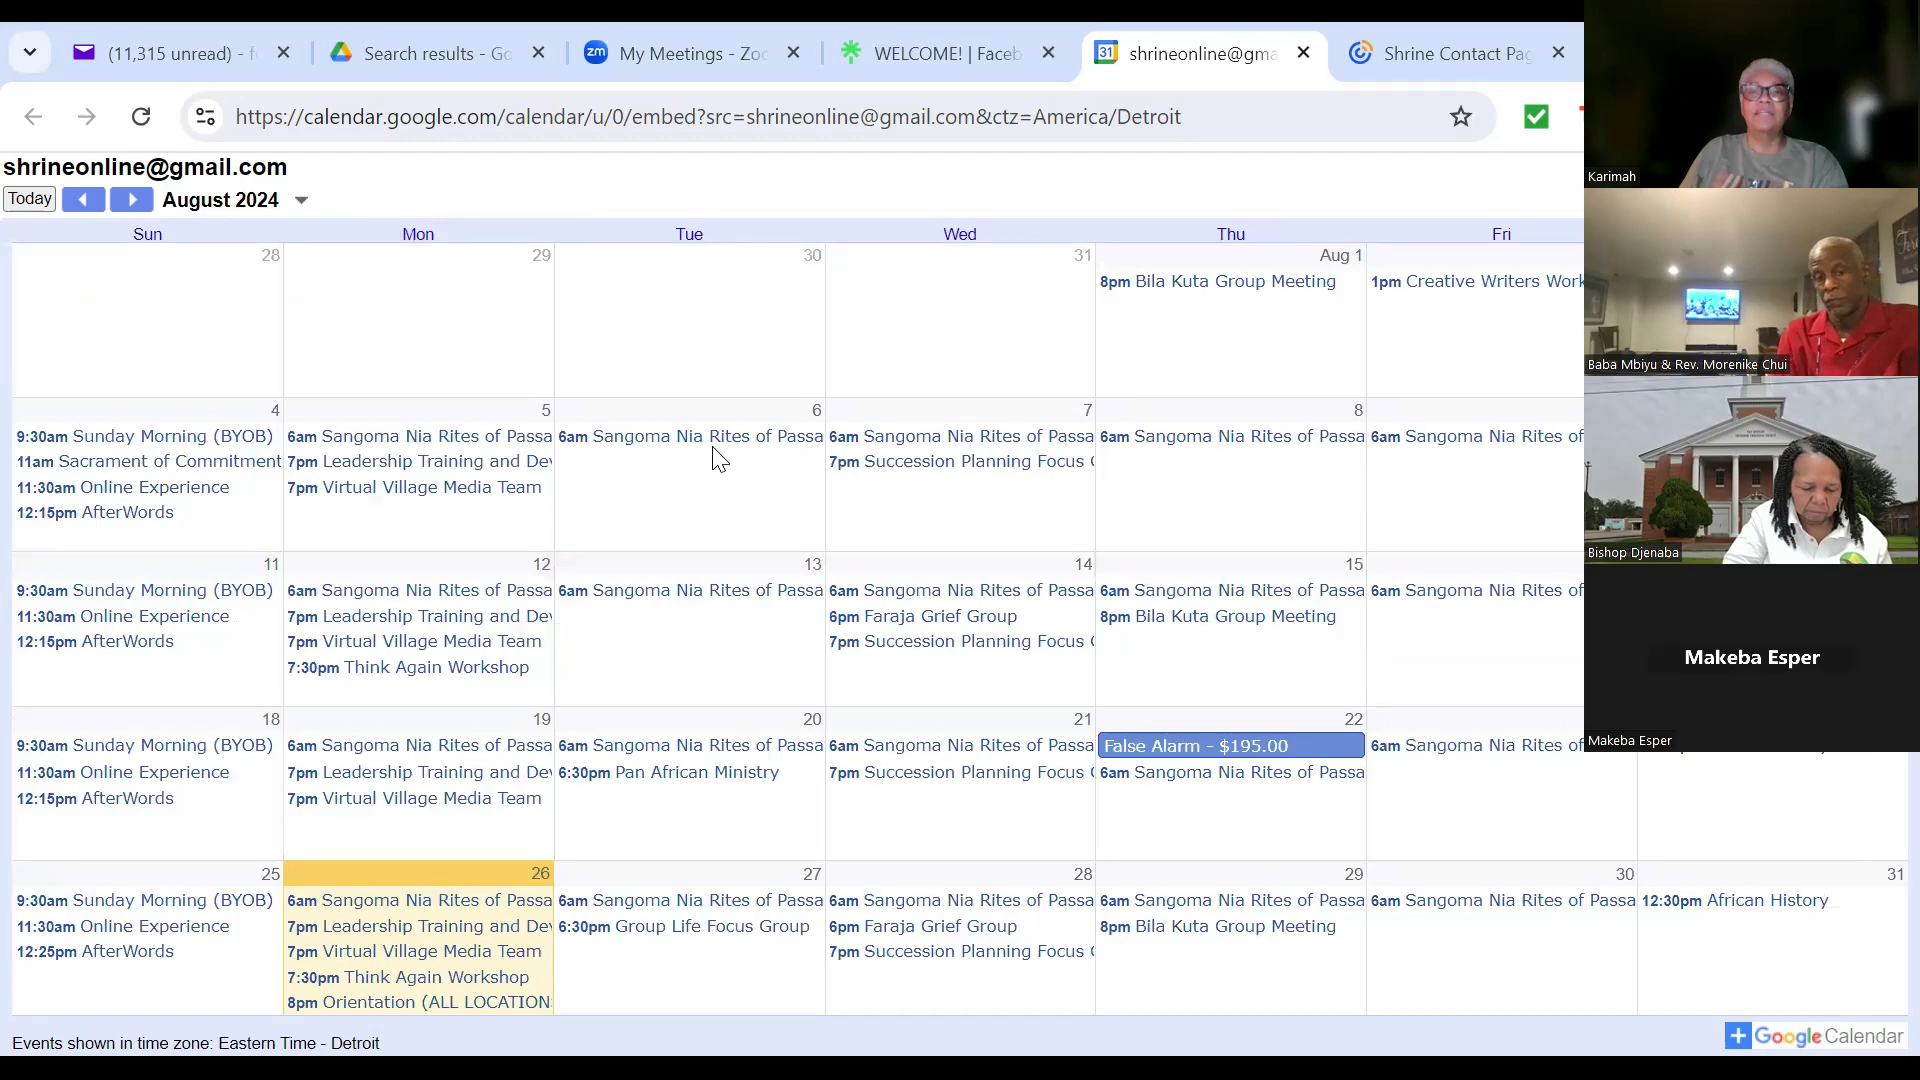 (11,315 unread) - f
Search results - Go
My Meetings - Zoo
WELCOME! | Faceb
31
shrineonline@gma
Shrine Contact Pag
https://calendar.google.com/calendar/u/0/embed?src=shrineonline@gmail.com&ctz=America/Detroit
shrineonline@gmail.com
Today
August 2024
Sun Mon Tue Wed Thu Fri
28 29 30 31 Aug 1
8pm Bila Kuta Group Meeting
1pm Creative Writers Work
4
9:30am Sunday Morning (BYOB)
11am Sacrament of Commitment
11:30am Online Experience
12:15pm AfterWords
5
6am Sangoma Nia Rites of Passa
7pm Leadership Training and Dev
7pm Virtual Village Media Team
6
6am Sangoma Nia Rites of Passa
7
6am Sangoma Nia Rites of Passa
7pm Succession Planning Focus G
8
6am Sangoma Nia Rites of Passa
6am Sangoma Nia Rites of
11
9:30am Sunday Morning (BYOB)
11:30am Online Experience
12:15pm AfterWords
12
6am Sangoma Nia Rites of Passa
7pm Leadership Training and Dev
7pm Virtual Village Media Team
7:30pm Think Again Workshop
13
6am Sangoma Nia Rites of Passa
14
6am Sangoma Nia Rites of Passa
6pm Faraja Grief Group
7pm Succession Planning Focus G
15
6am Sangoma Nia Rites of Passa
8pm Bila Kuta Group Meeting
6am Sangoma Nia Rites of
18
9:30am Sunday Morning (BYOB)
11:30am Online Experience
12:15pm AfterWords
19
6am Sangoma Nia Rites of Passa
7pm Leadership Training and Dev
7pm Virtual Village Media Team
20
6am Sangoma Nia Rites of Passa
6:30pm Pan African Ministry
21
6am Sangoma Nia Rites of Passa
7pm Succession Planning Focus G
22
False Alarm - $195.00
6am Sangoma Nia Rites of Passa
6am Sangoma Nia Rites of
25
9:30am Sunday Morning (BYOB)
11:30am Online Experience
12:25pm AfterWords
26
6am Sangoma Nia Rites of Passa
7pm Leadership Training and Dev
7pm Virtual Village Media Team
7:30pm Think Again Workshop
8pm Orientation (ALL LOCATIONS
27
6am Sangoma Nia Rites of Passa
6:30pm Group Life Focus Group
28
6am Sangoma Nia Rites of Passa
6pm Faraja Grief Group
7pm Succession Planning Focus G
29
6am Sangoma Nia Rites of Passa
8pm Bila Kuta Group Meeting
30
6am Sangoma Nia Rites of Passa
31
12:30pm African History
Events shown in time zone: Eastern Time - Detroit
Google Calendar
Karimah
Baba Mbiyu & Rev. Morenike Chui
Bishop Djenaba
Makeba Esper
Makeba Esper